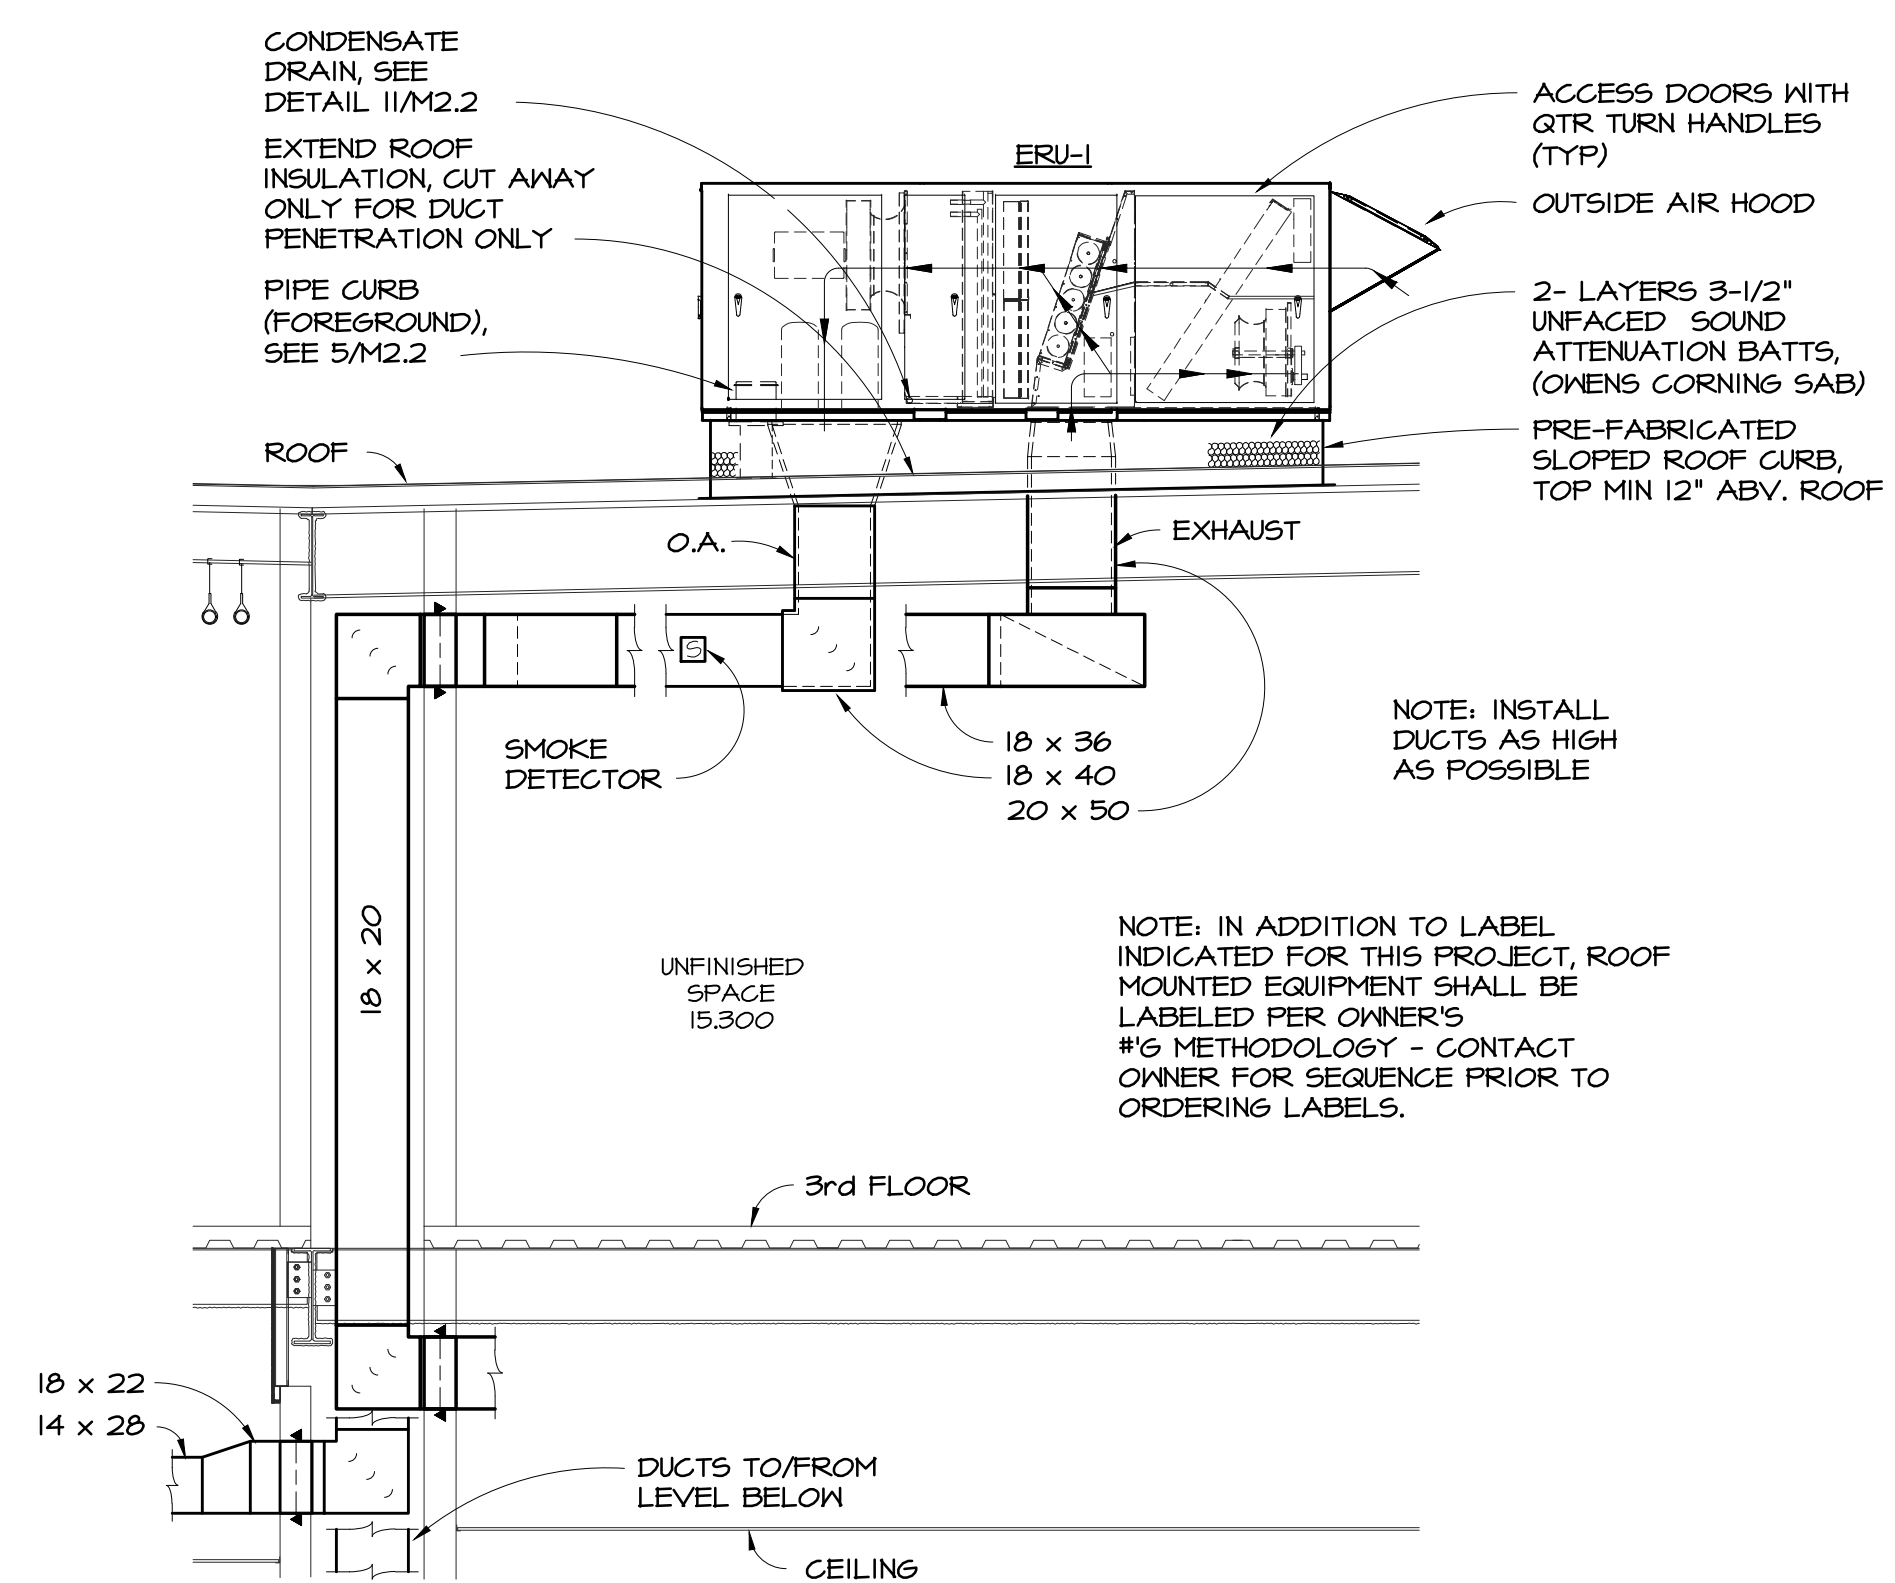 CONDENSATE
DRAIN, SEE
DETAIL 11/M2.2
EXTEND ROOF
INSULATION, CUT AWAY
ONLY FOR DUCT
PENETRATION ONLY
PIPE CURB
(FOREGROUND),
SEE 5/M2.2
ROOF
ERU-1
ACCESS DOORS WITH
QTR TURN HANDLES
(TYP)
OUTSIDE AIR HOOD
2- LAYERS 3-1/2"
UNFACED SOUND
ATTENUATION BATTS,
(OWENS CORNING SAB)
PRE-FABRICATED
SLOPED ROOF CURB,
TOP MIN 12" ABV. ROOF
O.A.
EXHAUST
S
SMOKE
DETECTOR
18 x 36
18 x 40
20 x 50
NOTE: INSTALL
DUCTS AS HIGH
AS POSSIBLE
18 x 20
UNFINISHED
SPACE
15.300
NOTE: IN ADDITION TO LABEL
INDICATED FOR THIS PROJECT, ROOF
MOUNTED EQUIPMENT SHALL BE
LABELED PER OWNER'S
#'G METHODOLOGY - CONTACT
OWNER FOR SEQUENCE PRIOR TO
ORDERING LABELS.
3rd FLOOR
18 x 22
14 x 28
DUCTS TO/FROM
LEVEL BELOW
CEILING